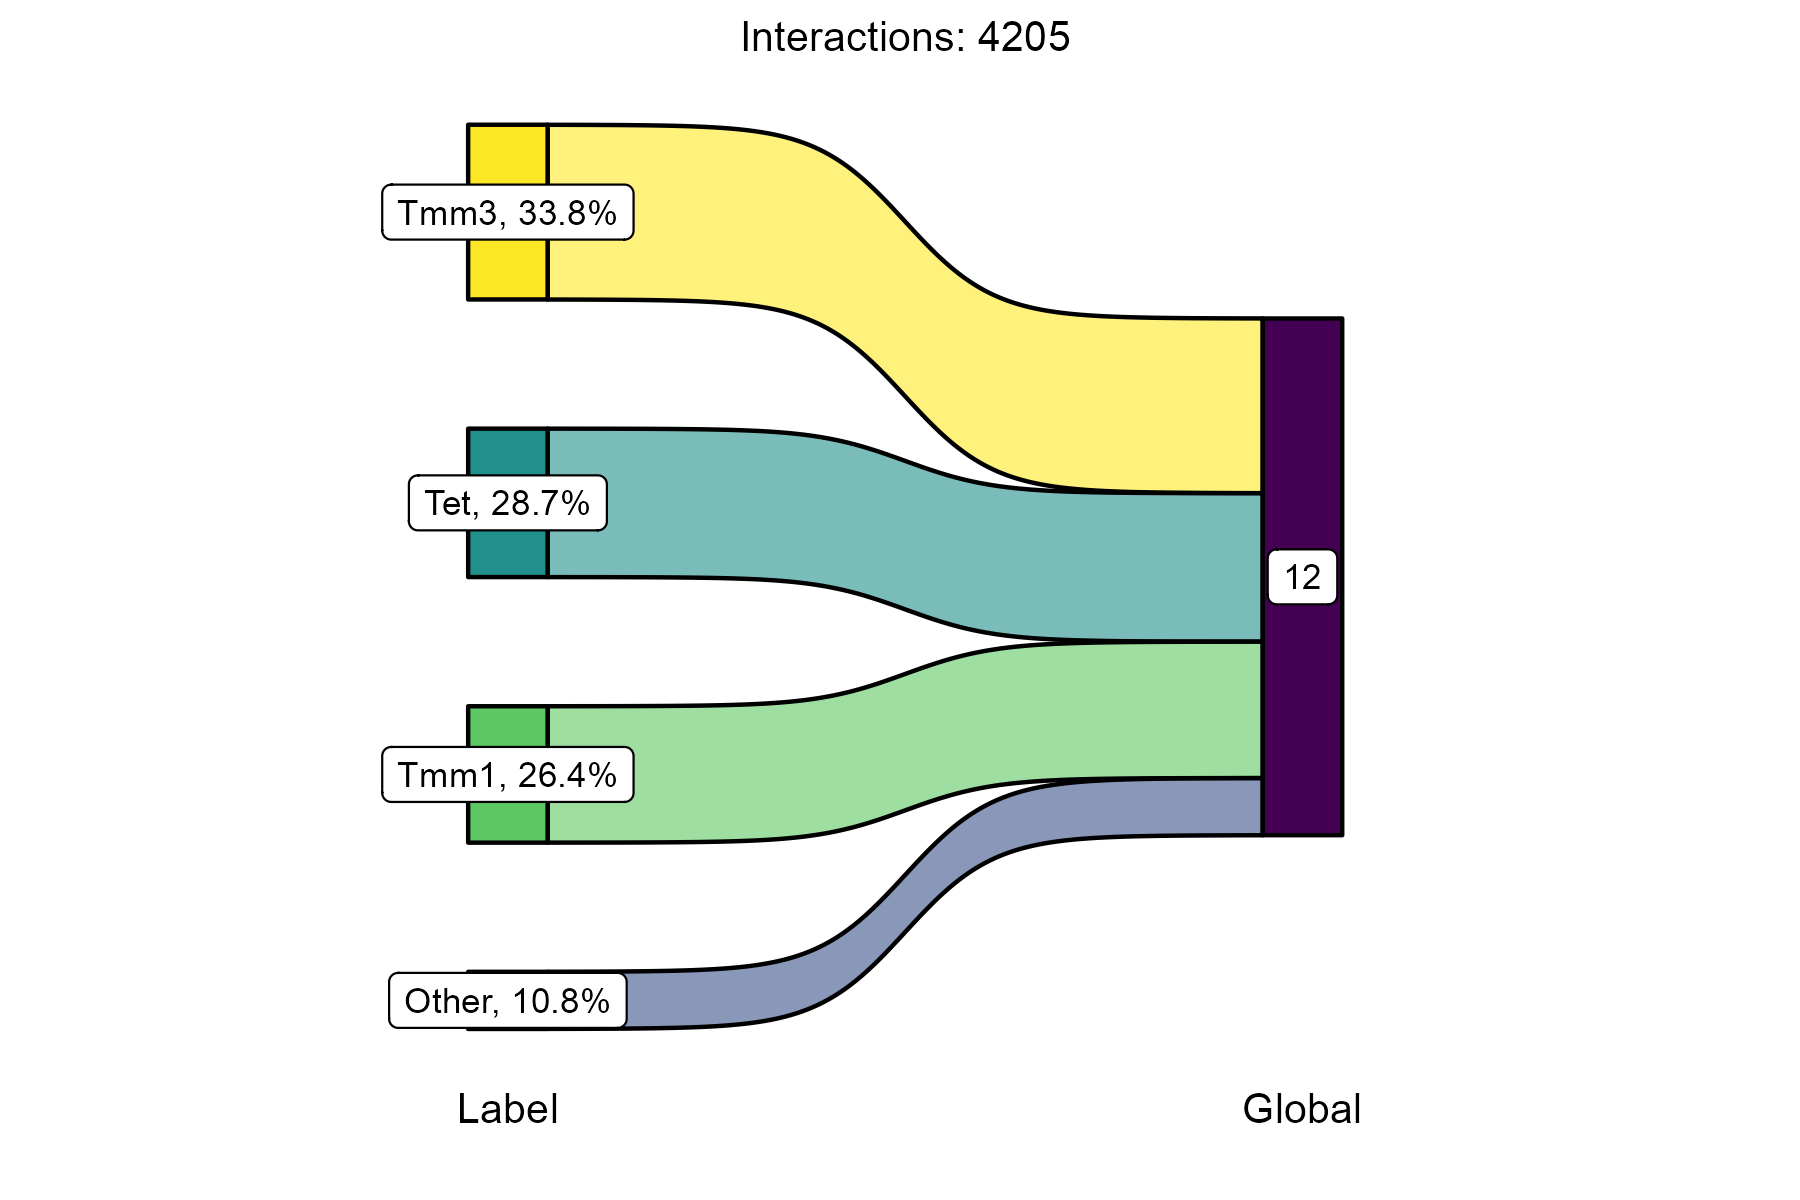 Interactions: 4205
Tmm3, 33.8%
Tet, 28.7%
12
Tmm1, 26.4%
Other, 10.8%
Label
Global